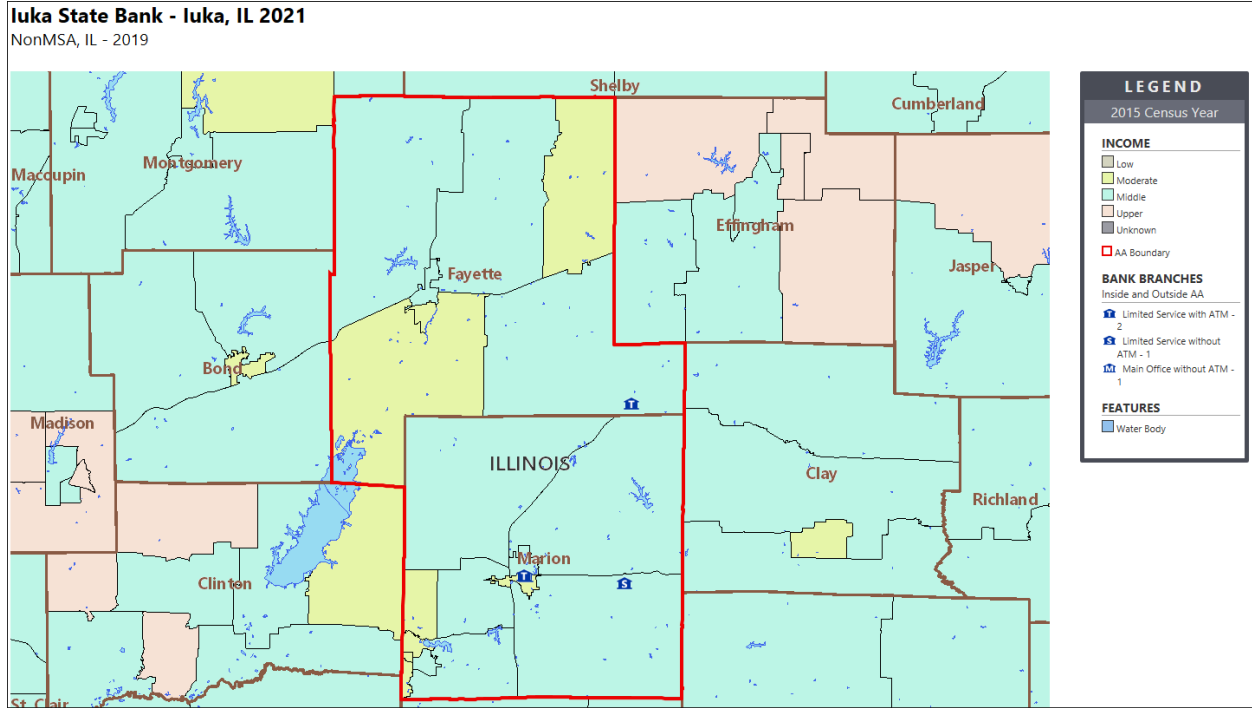 Iuka State Bank - Iuka, IL 2021
NonMSA, IL - 2019
Shelby
Cumberland
Montgomery
Macoupin
Effingham
Fayette
Jasper
Bond
Madison
ILLINOIS
Clay
Richland
Marion
Clinton
St. Clair
T
T
S
LEGEND
2015 Census Year
INCOME
Low
Moderate
Middle
Upper
Unknown
AA Boundary
BANK BRANCHES
Inside and Outside AA
T Limited Service with ATM -
2
S Limited Service without
ATM - 1
M Main Office without ATM -
1
FEATURES
Water Body